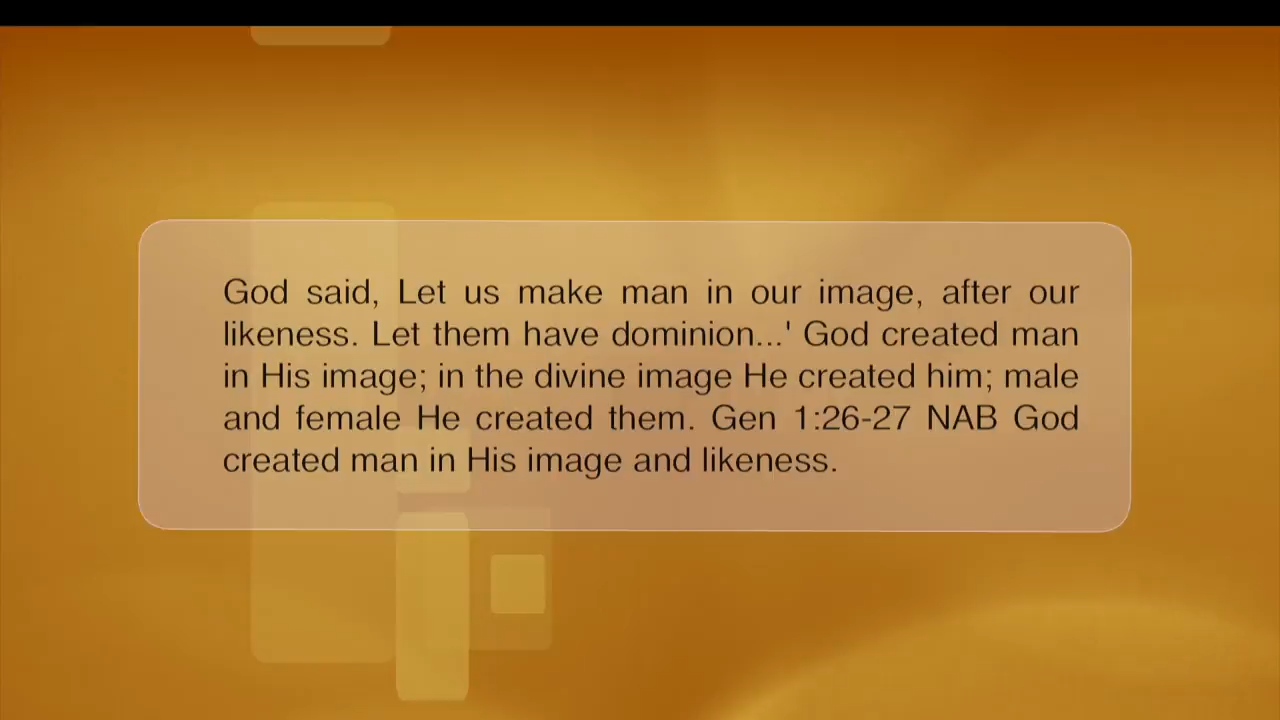 God said, Let us make man in our image, after our
likeness. Let them have dominion...' God created man
in His image; in the divine image He created him; male
and female He created them. Gen 1:26-27 NAB God
created man in His image and likeness.